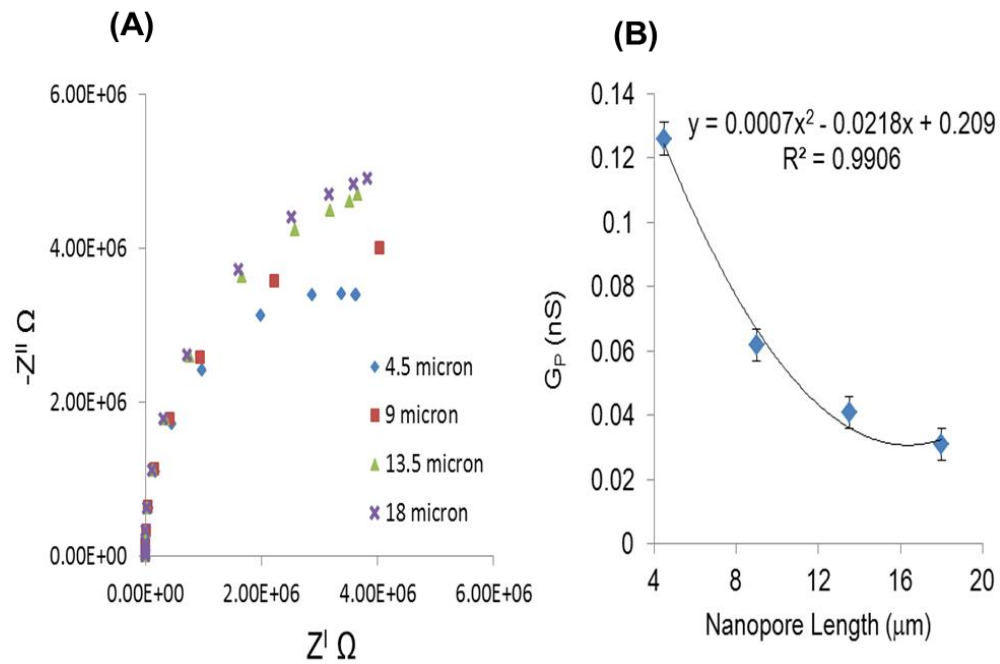 (A)
6.00E+06
4.00E+06
2.00E+06
0.00E+00
-Z^II Ω
4.5 micron
9 micron
13.5 micron
18 micron
0.00E+00 2.00E+06 4.00E+06 6.00E+06
Z^I Ω
(B)
0.14
0.12
0.1
0.08
0.06
0.04
0.02
0
G_P (nS)
y = 0.0007x² - 0.0218x + 0.209
R² = 0.9906
4 8 12 16 20
Nanopore Length (μm)